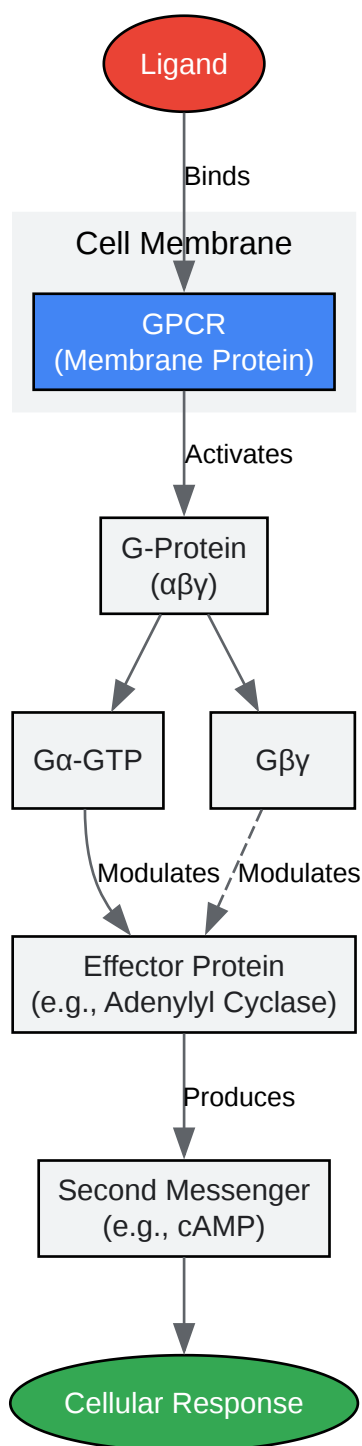 Ligand
Binds
Cell Membrane
GPCR
(Membrane Protein)
Activates
G-Protein
(αβγ)
Gα-GTP
Gβγ
Modulates
Modulates
Effector Protein
(e.g., Adenylyl Cyclase)
Produces
Second Messenger
(e.g., cAMP)
Cellular Response